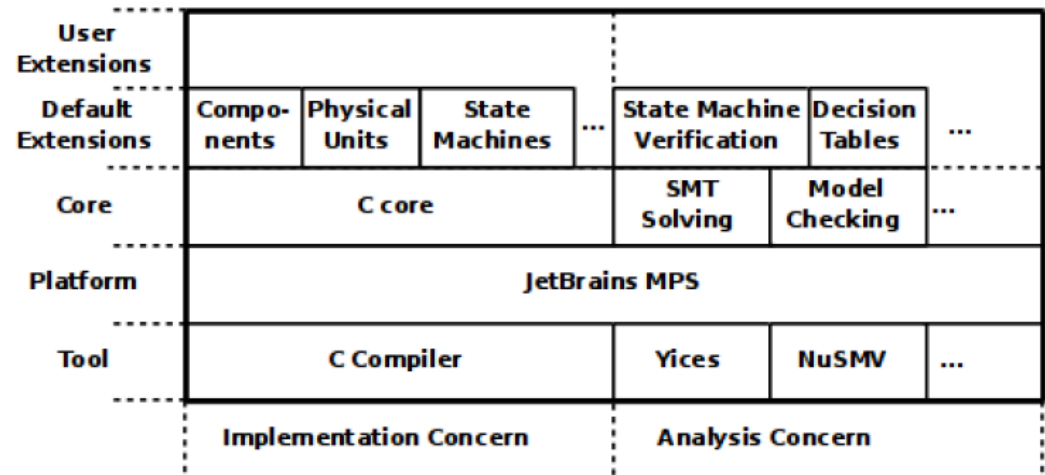 User
Extensions
Default
Extensions
Compo-
nents
Physical
Units
State
Machines
...
State Machine
Verification
Decision
Tables
...
Core
C core
SMT
Solving
Model
Checking
...
Platform
JetBrains MPS
Tool
C Compiler
Yices
NuSMV
...
Implementation Concern
Analysis Concern